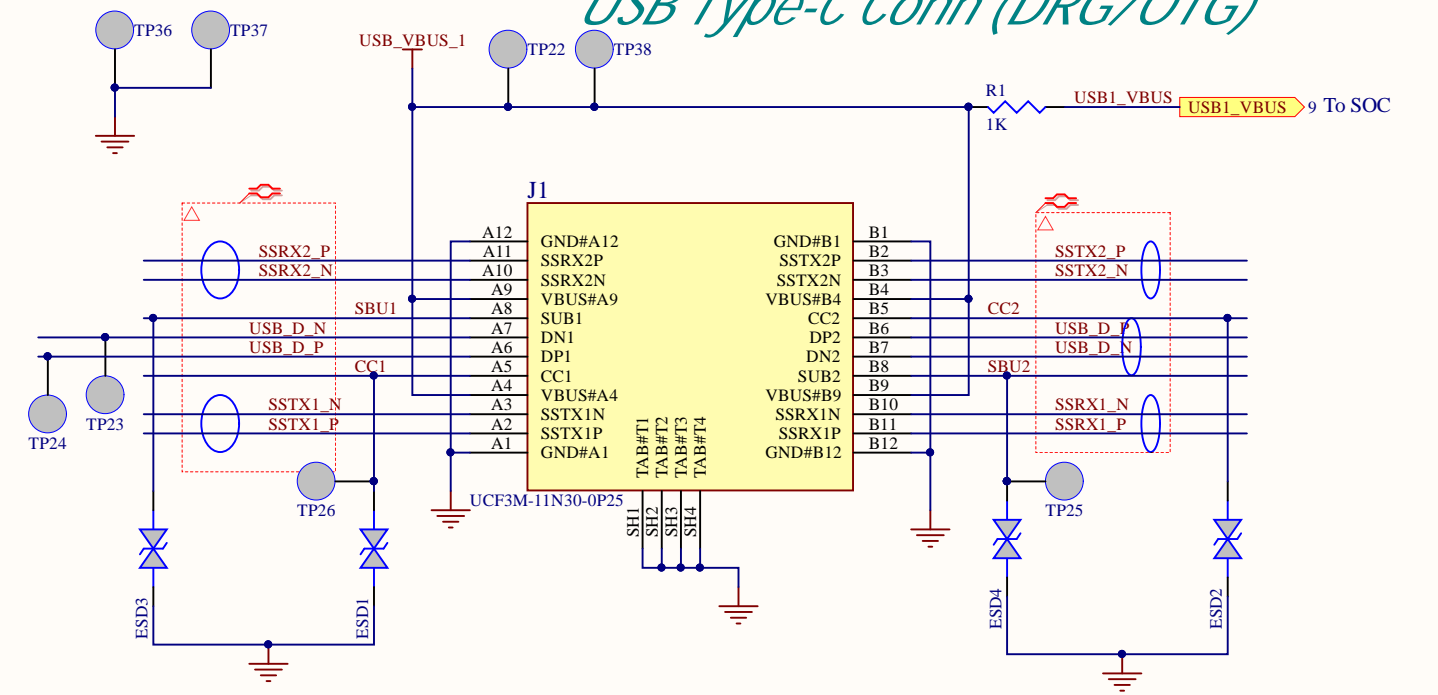 USB Type-C Conn (DRG/OTG)
TP36
TP37
USB_VBUS_1
TP22
TP38
R1
1K
USB1_VBUS
USB1_VBUS
9 To SOC
J1
A12 GND#A12
A11 SSRX2P
A10 SSRX2N
A9 VBUS#A9
A8 SUB1
A7 DN1
A6 DP1
A5 CC1
A4 VBUS#A4
A3 SSTX1N
A2 SSTX1P
A1 GND#A1
GND#B1 B1
SSTX2P B2
SSTX2N B3
VBUS#B4 B4
CC2 B5
DP2 B6
DN2 B7
SUB2 B8
VBUS#B9 B9
SSRX1N B10
SSRX1P B11
GND#B12 B12
TAB#T1
TAB#T2
TAB#T3
TAB#T4
SH1
SH2
SH3
SH4
UCF3M-11N30-0P25
SSRX2_P
SSRX2_N
SBU1
USB_D_N
USB_D_P
CC1
SSTX1_N
SSTX1_P
TP24
TP23
TP26
ESD3
ESD1
SSTX2_P
SSTX2_N
CC2
USB_D_P
USB_D_N
SBU2
SSRX1_N
SSRX1_P
TP25
ESD4
ESD2